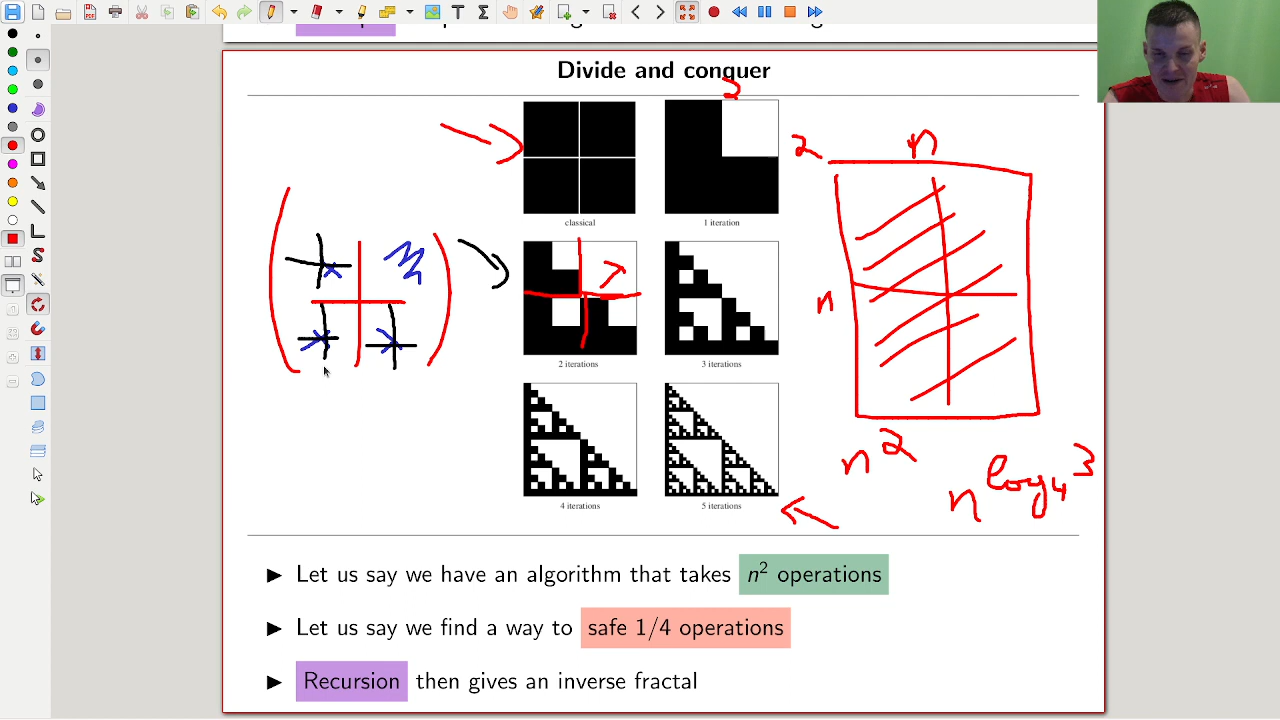 Divide and conquer
2
2
n
classical
1 iteration
n
2 iterations
3 iterations
n²
n^log₄3
4 iterations
5 iterations
▶ Let us say we have an algorithm that takes n² operations
▶ Let us say we find a way to safe 1/4 operations
▶ Recursion then gives an inverse fractal